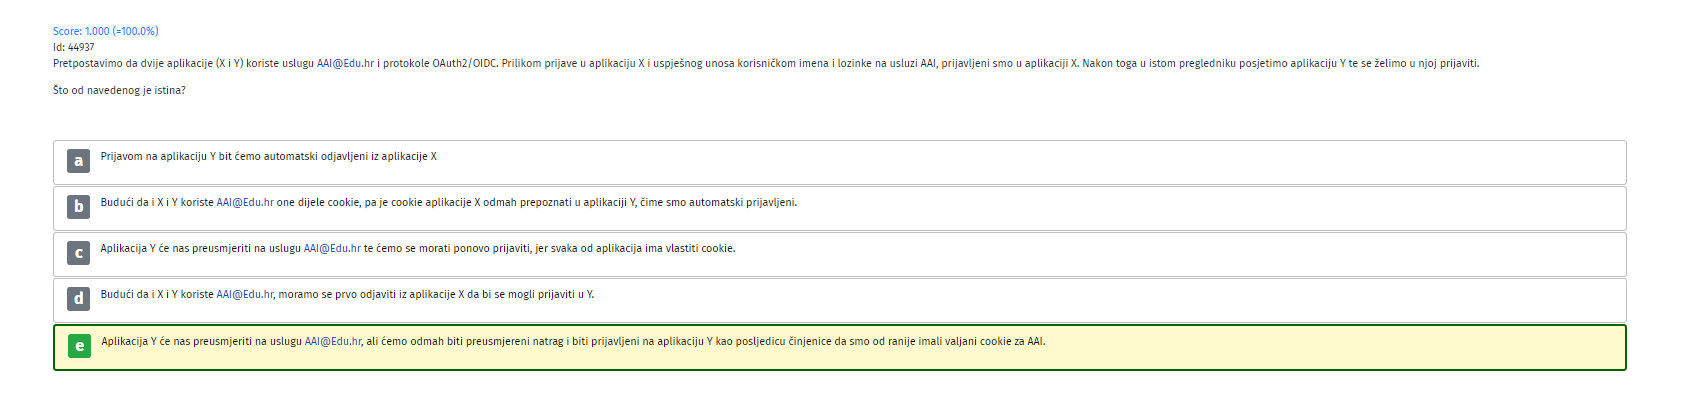 Score: 1.000 (=100.0%)
Id: 44937
Pretpostavimo da dvije aplikacije (X i Y) koriste uslugu AAI@Edu.hr i protokole OAuth2/OIDC. Prilikom prijave u aplikaciju X i uspješnog unosa korisničkom imena i lozinke na usluzi AAI, prijavljeni smo u aplikaciji X. Nakon toga u istom pregledniku posjetimo aplikaciju Y te se želimo u njoj prijaviti.
Što od navedenog je istina?
a Prijavom na aplikaciju Y bit ćemo automatski odjavljeni iz aplikacije X
b Budući da i X i Y koriste AAI@Edu.hr one dijele cookie, pa je cookie aplikacije X odmah prepoznati u aplikaciji Y, čime smo automatski prijavljeni.
c Aplikacija Y će nas preusmjeriti na uslugu AAI@Edu.hr te ćemo se morati ponovo prijaviti, jer svaka od aplikacija ima vlastiti cookie.
d Budući da i X i Y koriste AAI@Edu.hr, moramo se prvo odjaviti iz aplikacije X da bi se mogli prijaviti u Y.
e Aplikacija Y će nas preusmjeriti na uslugu AAI@Edu.hr, ali ćemo odmah biti preusmjereni natrag i biti prijavljeni na aplikaciju Y kao posljedicu činjenice da smo od ranije imali valjani cookie za AAI.